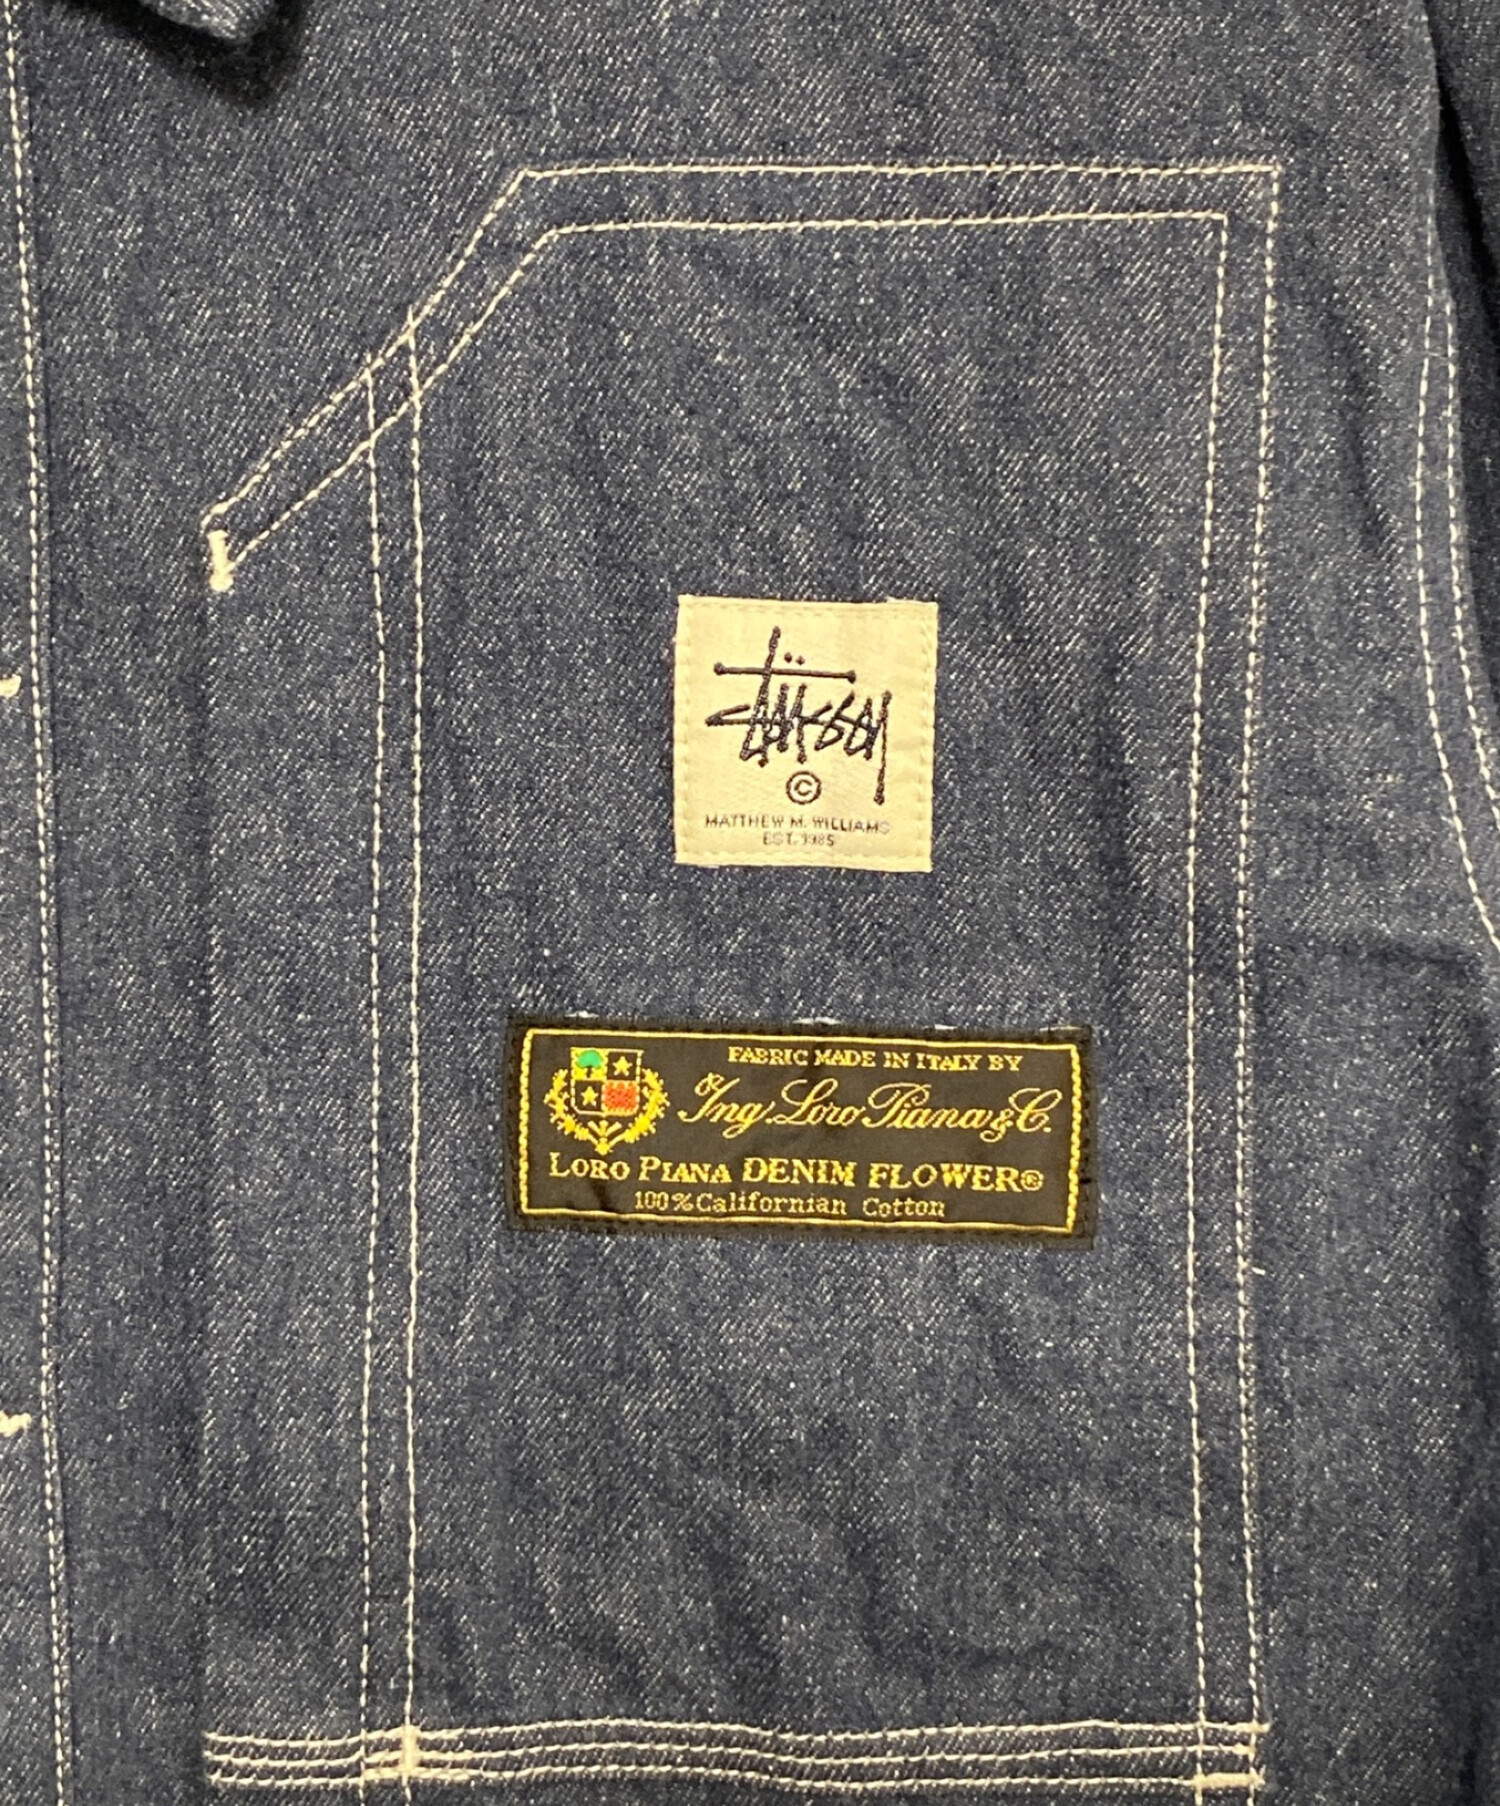 Stüssy
©
MATTHEW M. WILLIAMS
EST. 1985
FABRIC MADE IN ITALY BY
Ing. Loro Piana & C.
LORO PIANA DENIM FLOWER®
100% Californian Cotton